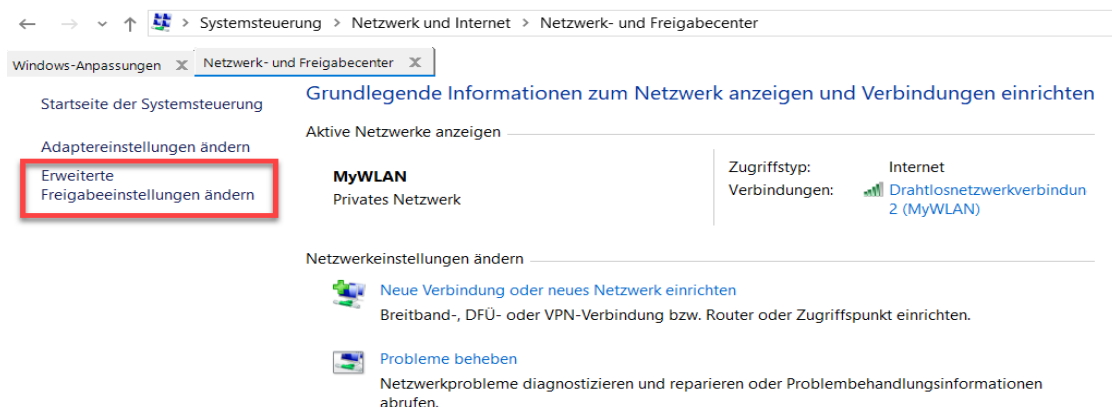 Systemsteuerung > Netzwerk und Internet > Netzwerk- und Freigabecenter
Windows-Anpassungen X Netzwerk- und Freigabecenter X
Startseite der Systemsteuerung
Adaptereinstellungen ändern
Erweiterte
Freigabeeinstellungen ändern
Grundlegende Informationen zum Netzwerk anzeigen und Verbindungen einrichten
Aktive Netzwerke anzeigen
MyWLAN
Privates Netzwerk
Zugriffstyp: Internet
Verbindungen: Drahtlosnetzwerkverbindun
2 (MyWLAN)
Netzwerkeinstellungen ändern
Neue Verbindung oder neues Netzwerk einrichten
Breitband-, DFÜ- oder VPN-Verbindung bzw. Router oder Zugriffspunkt einrichten.
Probleme beheben
Netzwerkprobleme diagnostizieren und reparieren oder Problembehandlungsinformationen
abrufen.